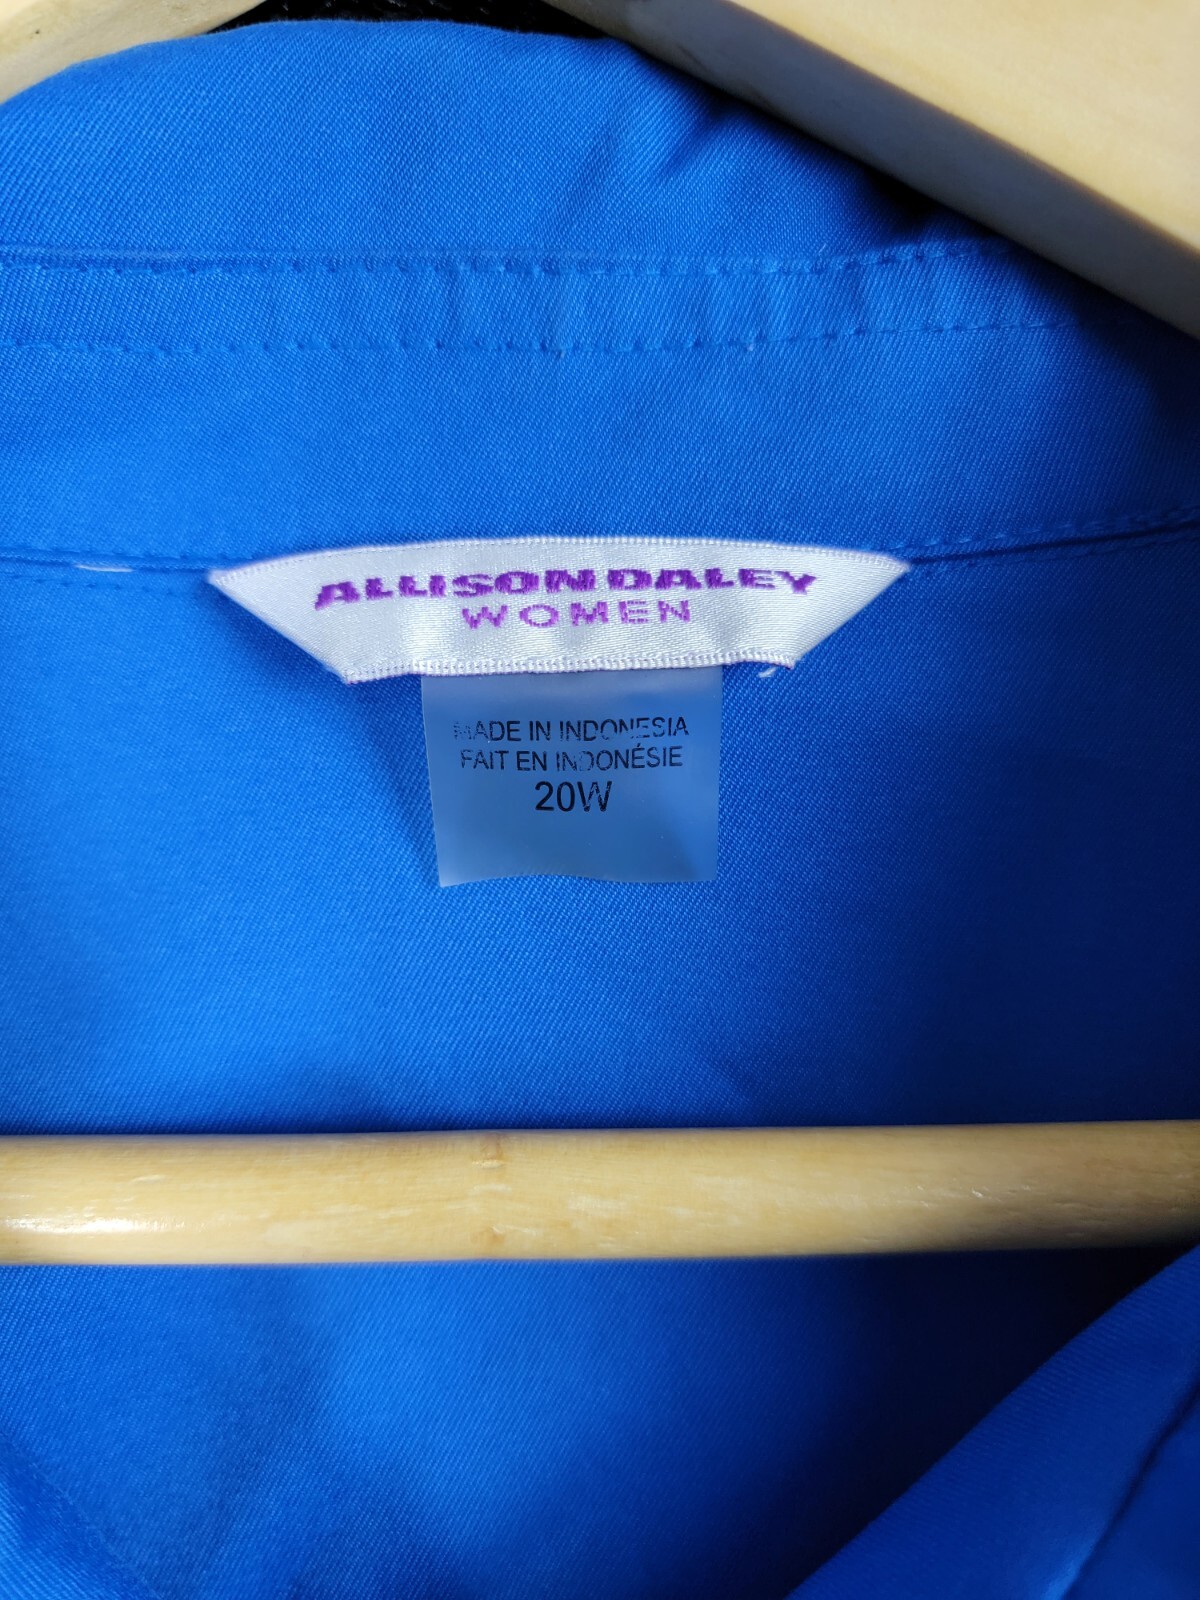 ALLISON DALEY
WOMEN
MADE IN INDONESIA
FAIT EN INDONÉSIE
20W